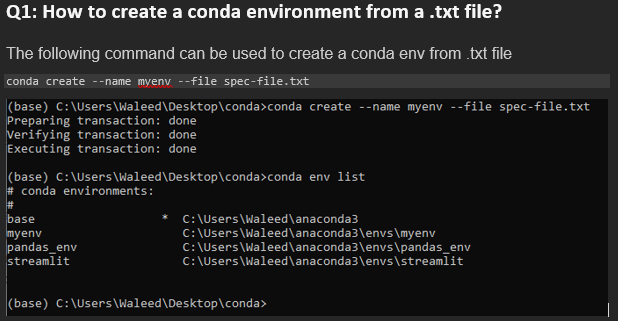 Q1: How to create a conda environment from a .txt file?
The following command can be used to create a conda env from .txt file
conda create --name myenv --file spec-file.txt
(base) C:\Users\Waleed\Desktop\conda>conda create --name myenv --file spec-file.txt
Preparing transaction: done
Verifying transaction: done
Executing transaction: done
(base) C:\Users\Waleed\Desktop\conda>conda env list
# conda environments:
#
base                  *  C:\Users\Waleed\anaconda3
myenv                    C:\Users\Waleed\anaconda3\envs\myenv
pandas_env               C:\Users\Waleed\anaconda3\envs\pandas_env
streamlit                C:\Users\Waleed\anaconda3\envs\streamlit
(base) C:\Users\Waleed\Desktop\conda>